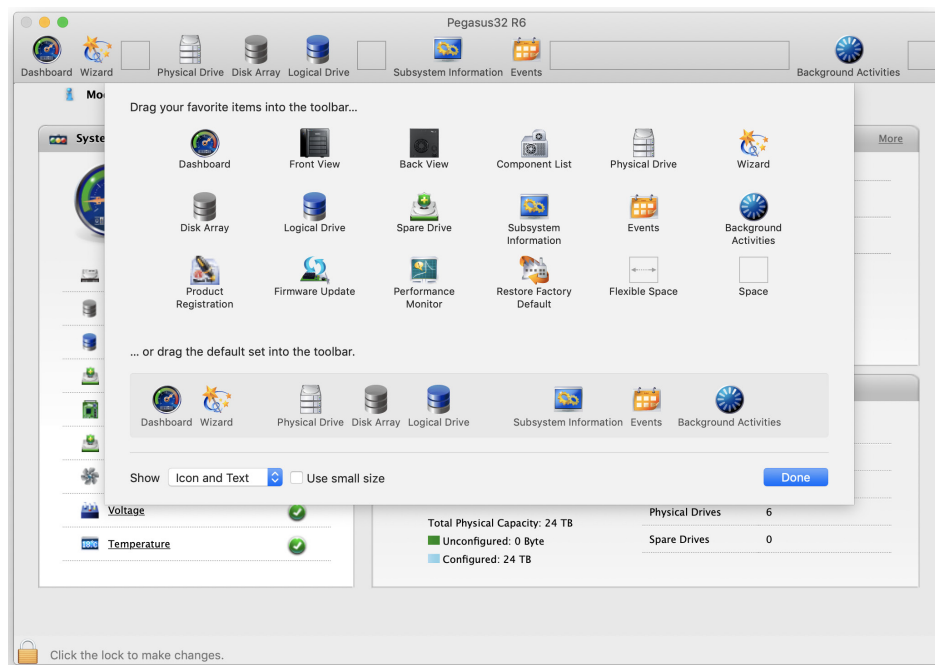 Pegasus32 R6
Dashboard Wizard Physical Drive Disk Array Logical Drive Subsystem Information Events Background Activities
Mo
Drag your favorite items into the toolbar...
Syste
More
Dashboard Front View Back View Component List Physical Drive Wizard
Disk Array Logical Drive Spare Drive Subsystem Information Events Background Activities
Product Registration Firmware Update Performance Monitor Restore Factory Default Flexible Space Space
... or drag the default set into the toolbar.
Dashboard Wizard Physical Drive Disk Array Logical Drive Subsystem Information Events Background Activities
Show Icon and Text Use small size Done
Voltage
Temperature
Total Physical Capacity: 24 TB
Unconfigured: 0 Byte
Configured: 24 TB
Physical Drives 6
Spare Drives 0
Click the lock to make changes.